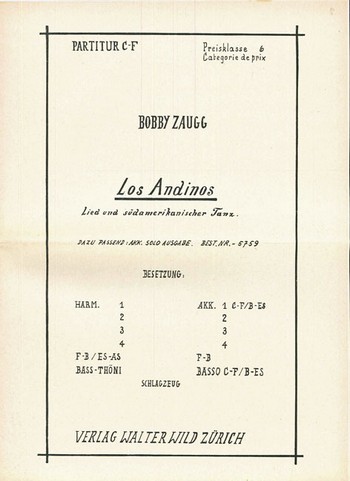 PARTITUR C-F
Preisklasse 6
Categorie de prix
BOBBY ZAUGG
Los Andinos
Lied und südamerikanischer Tanz.
DAZU PASSEND: AKK. SOLO AUSGABE. BEST. NR. - 5759
BESETZUNG:
HARM. 1
2
3
4
F-B / ES-AS
BASS-THÖNI
AKK. 1 C-F/B-ES
2
3
4
F-B
BASSO C-F/B-ES
SCHLAGZEUG
VERLAG WALTER WILD ZÜRICH